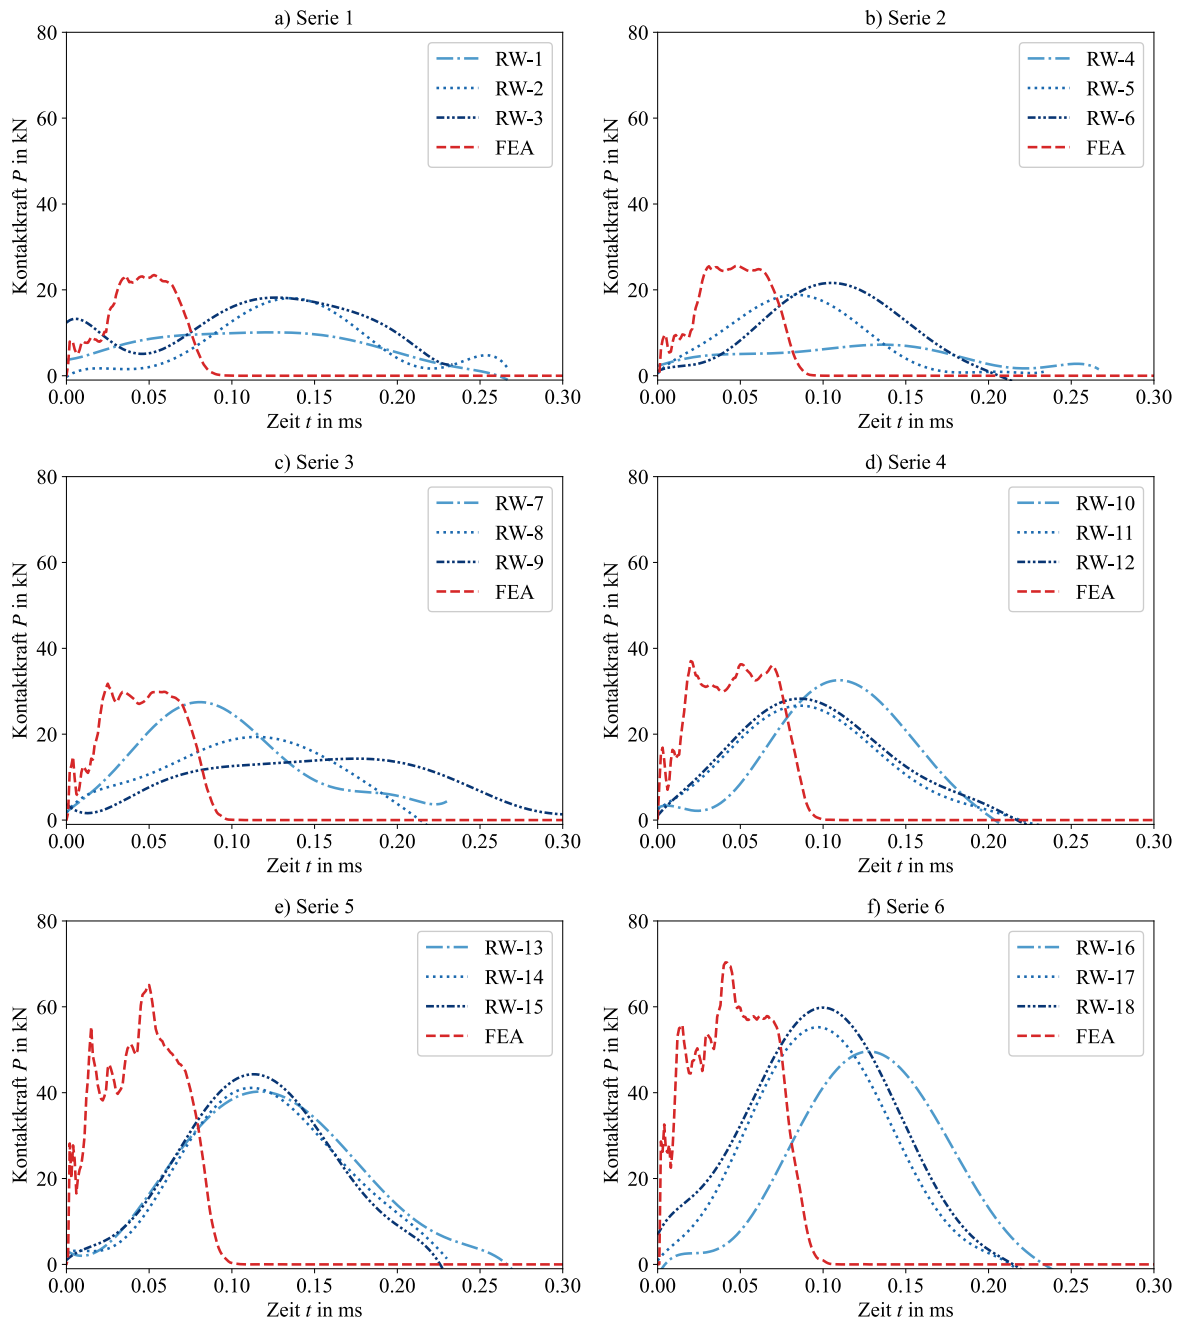 a) Serie 1
Kontaktkraft P in kN
80
60
40
20
0
RW-1
RW-2
RW-3
FEA
0.00 0.05 0.10 0.15 0.20 0.25 0.30
Zeit t in ms
b) Serie 2
Kontaktkraft P in kN
80
60
40
20
0
RW-4
RW-5
RW-6
FEA
0.00 0.05 0.10 0.15 0.20 0.25 0.30
Zeit t in ms
c) Serie 3
Kontaktkraft P in kN
80
60
40
20
0
RW-7
RW-8
RW-9
FEA
0.00 0.05 0.10 0.15 0.20 0.25 0.30
Zeit t in ms
d) Serie 4
Kontaktkraft P in kN
80
60
40
20
0
RW-10
RW-11
RW-12
FEA
0.00 0.05 0.10 0.15 0.20 0.25 0.30
Zeit t in ms
e) Serie 5
Kontaktkraft P in kN
80
60
40
20
0
RW-13
RW-14
RW-15
FEA
0.00 0.05 0.10 0.15 0.20 0.25 0.30
Zeit t in ms
f) Serie 6
Kontaktkraft P in kN
80
60
40
20
0
RW-16
RW-17
RW-18
FEA
0.00 0.05 0.10 0.15 0.20 0.25 0.30
Zeit t in ms